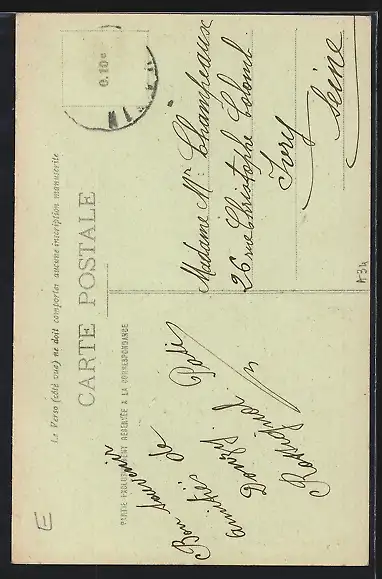 Le Verso (côté vue) ne doit comporter aucune inscription manuscrite
CARTE POSTALE
PARTIE EXCLUSIVEMENT RÉSERVÉE A LA CORRESPONDANCE
0.10c
Bon souvenir
amitiés de
Madame Mr Champeaux
26 rue Christophe Colomb
Ivry
Seine
A34
E